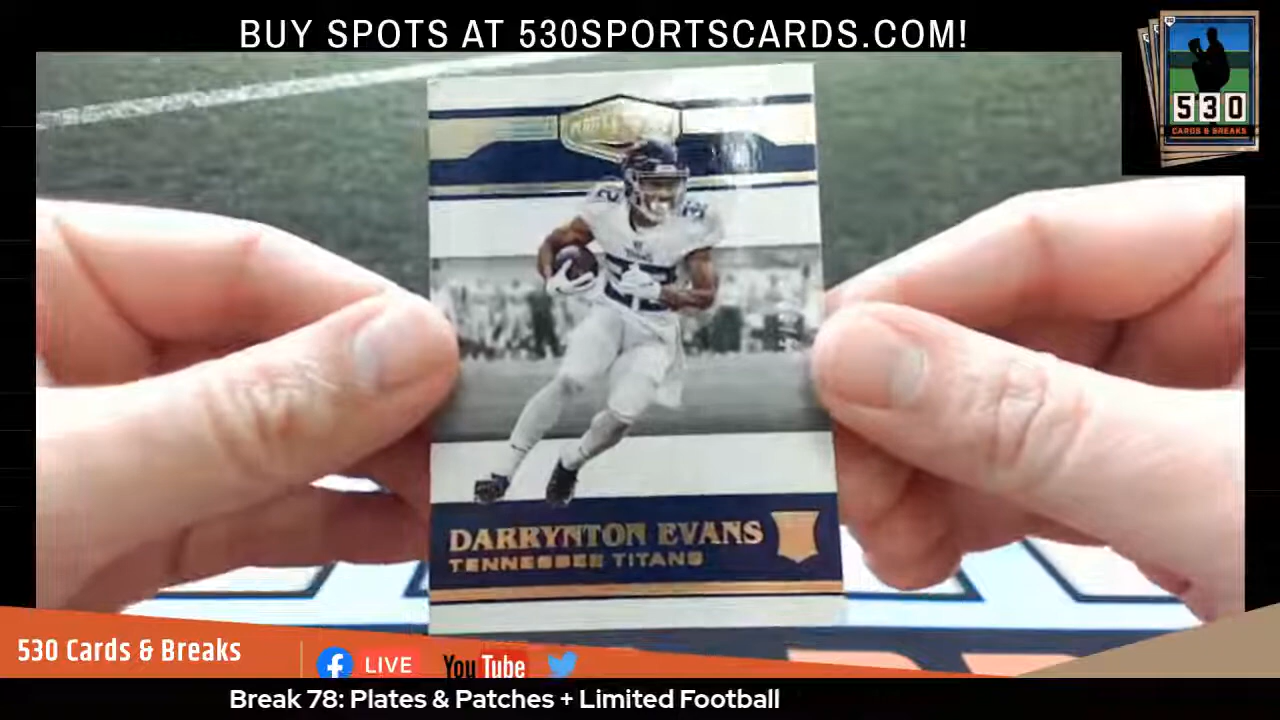 BUY SPOTS AT 530SPORTSCARDS.COM!
530
CARDS & BREAKS
32
DARRYNTON EVANS
TENNESSEE TITANS
530 Cards & Breaks
LIVE
YouTube
Break 78: Plates & Patches + Limited Football